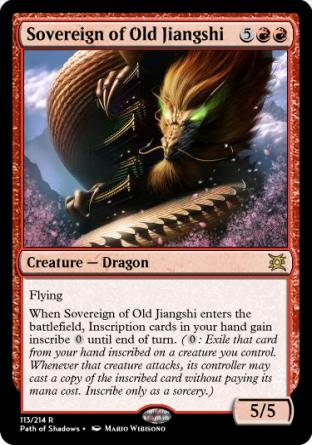 Sovereign of Old Jiangshi 5
Creature — Dragon
Flying
When Sovereign of Old Jiangshi enters the
battlefield, Inscription cards in your hand gain
inscribe 0 until end of turn. (0: Exile that card
from your hand inscribed on a creature you control.
Whenever that creature attacks, its controller may
cast a copy of the inscribed card without paying its
mana cost. Inscribe only as a sorcery.)
5/5
113/214 R
Path of Shadows • Mario Wibisono